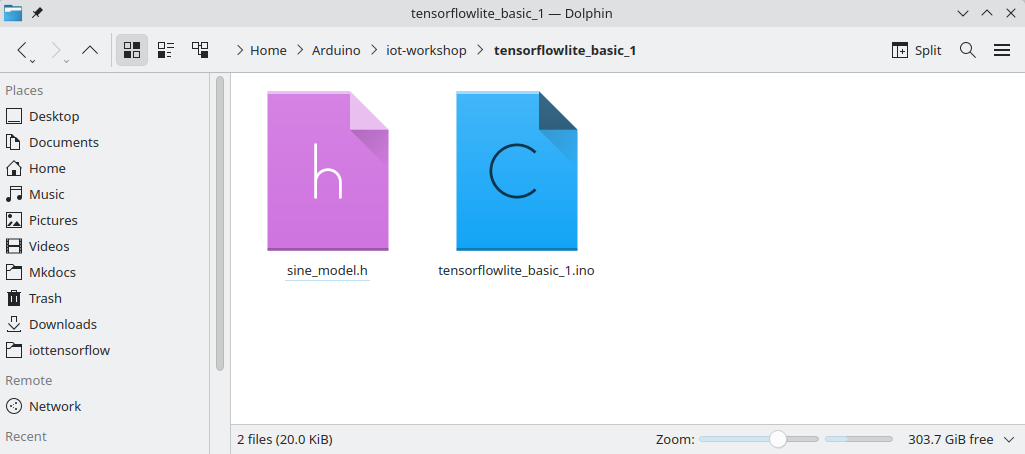 tensorflowlite_basic_1 — Dolphin
Home Arduino iot-workshop tensorflowlite_basic_1 Split
Places
Desktop
Documents
Home
Music
Pictures
Videos
Mkdocs
Trash
Downloads
iottensorflow
Remote
Network
Recent
h
C
sine_model.h
tensorflowlite_basic_1.ino
2 files (20.0 KiB)
Zoom:
303.7 GiB free